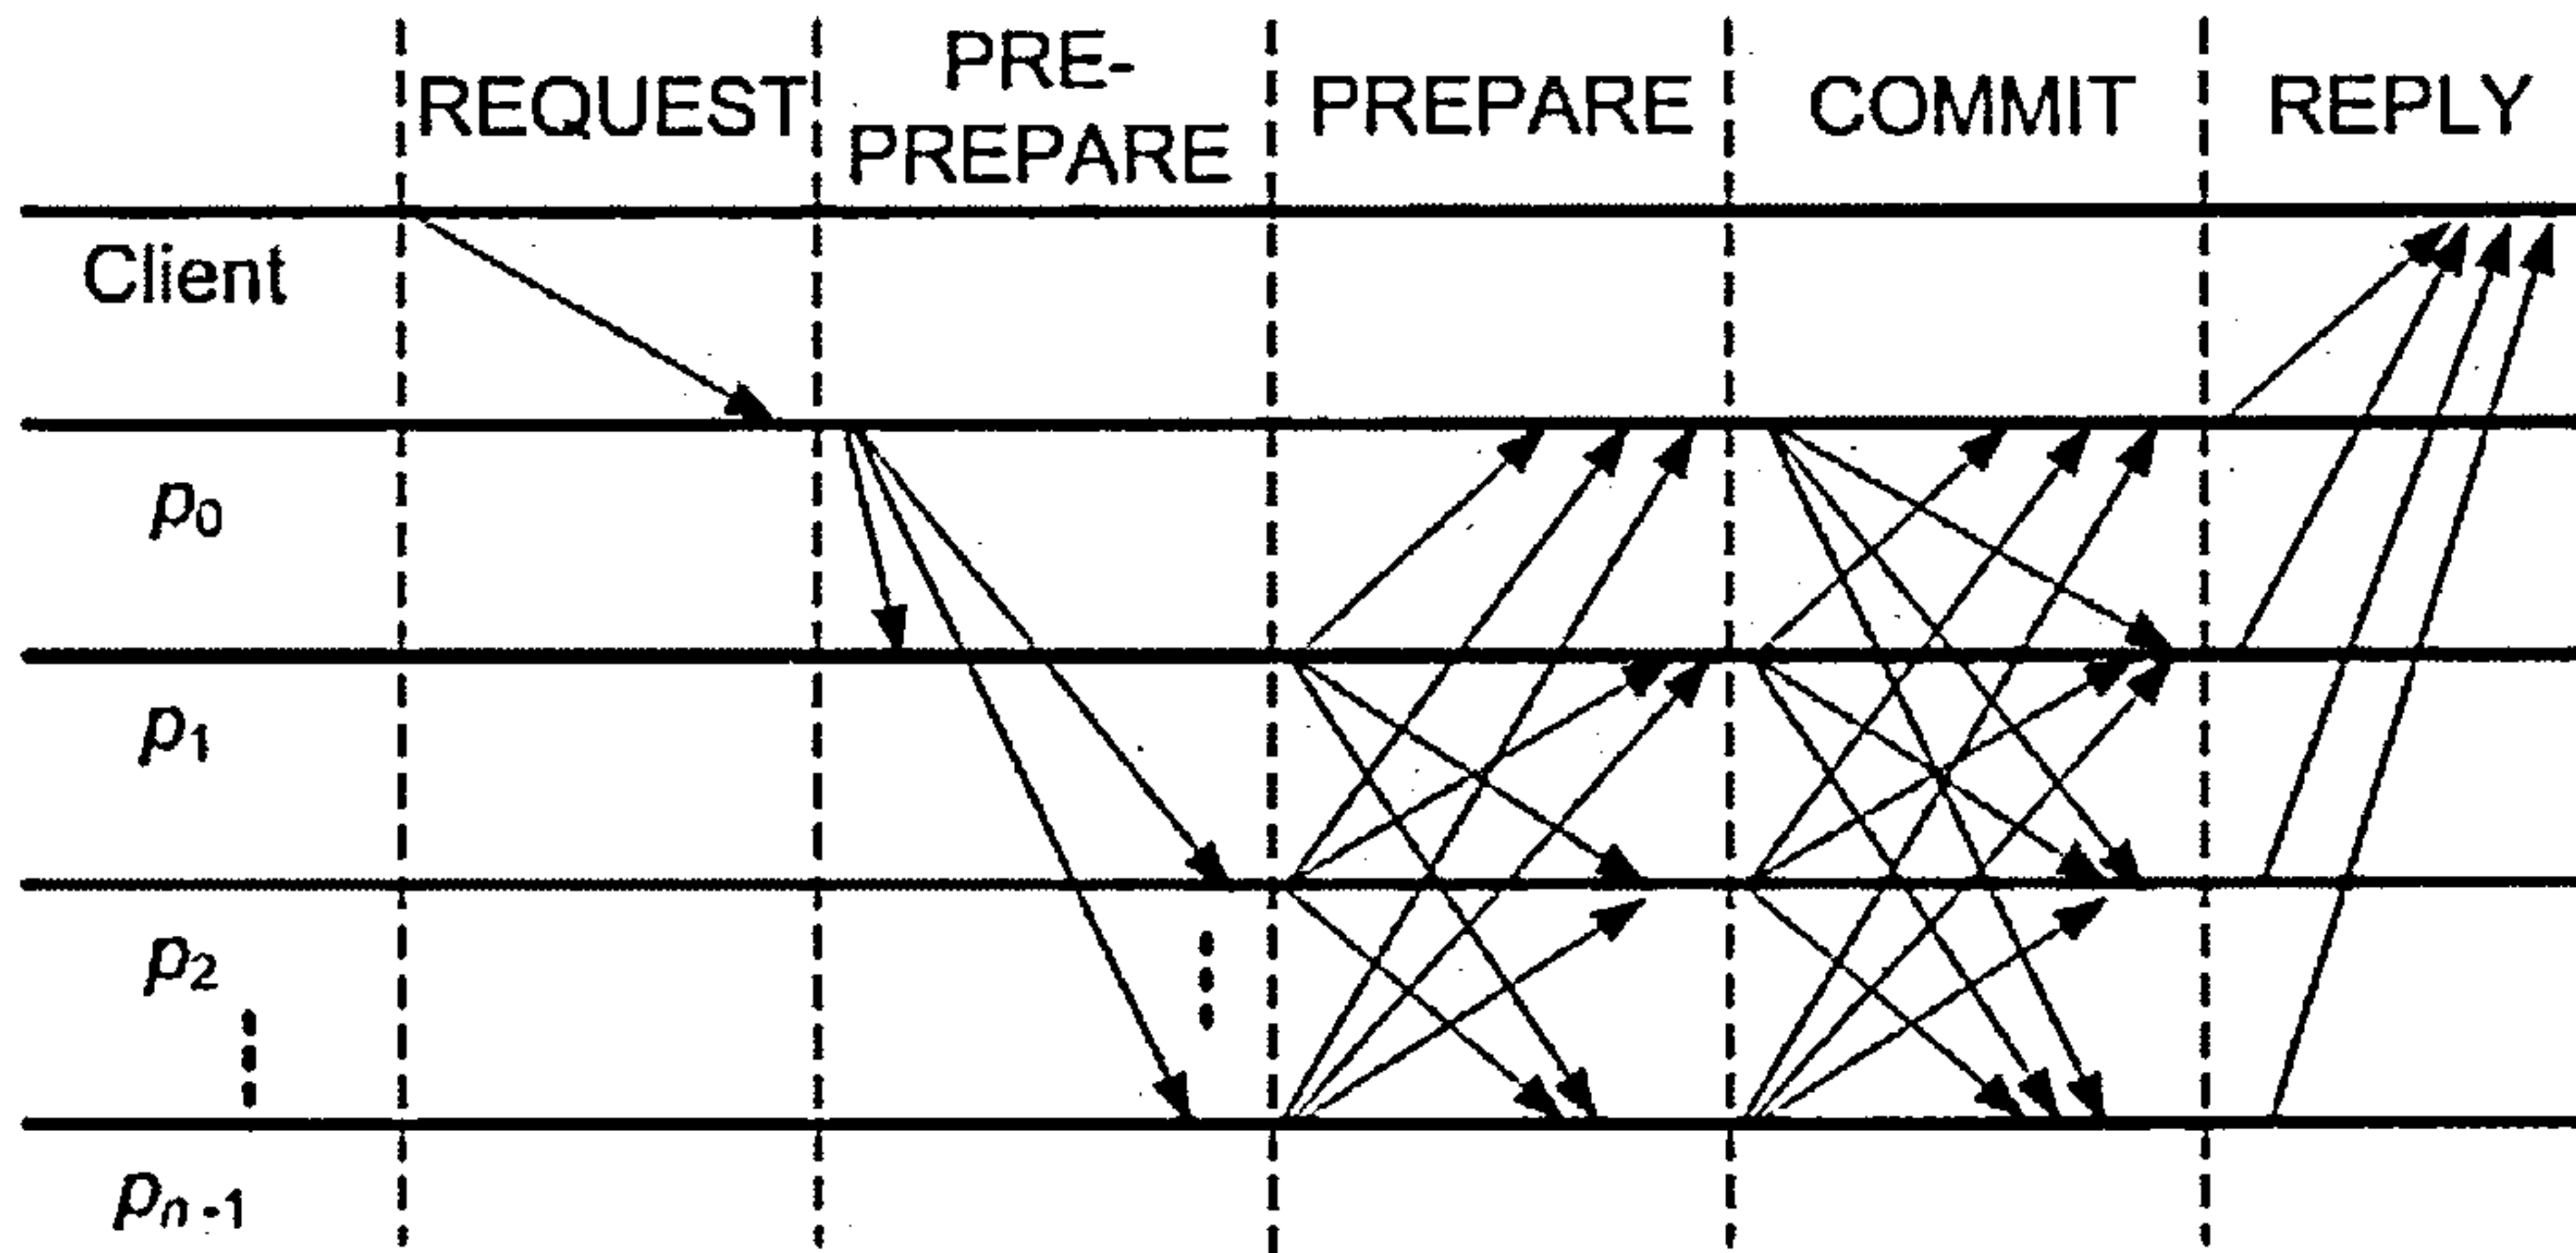 REQUEST
PRE-
PREPARE
PREPARE
COMMIT
REPLY
Client
p0
p1
p2
pn-1